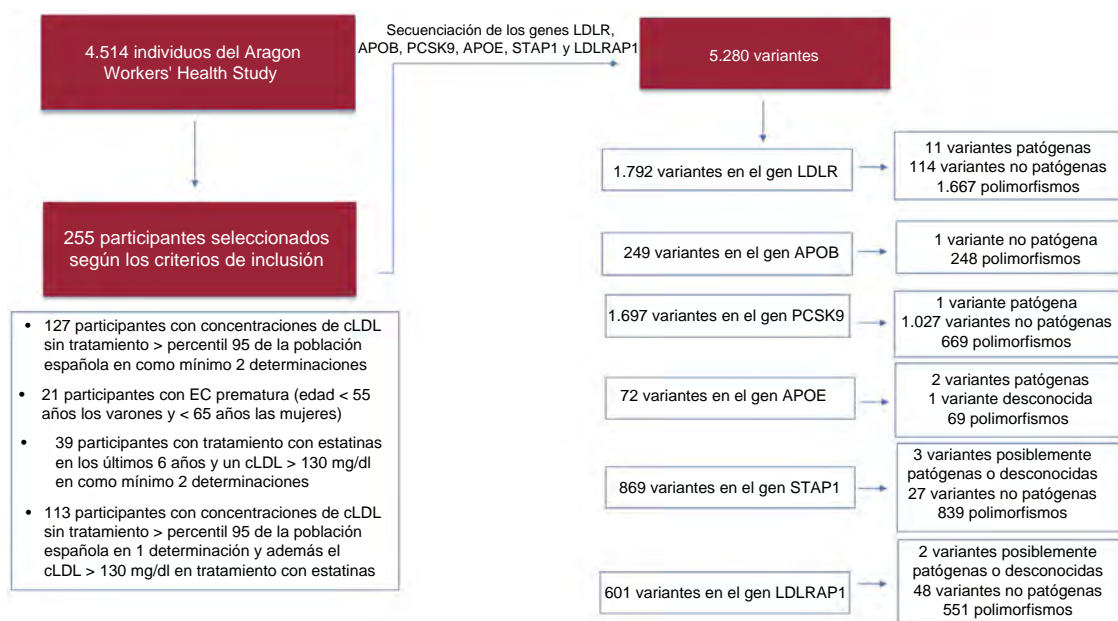 4.514 individuos del Aragon
Workers' Health Study
Secuenciación de los genes LDLR,
APOB, PCSK9, APOE, STAP1 y LDLRAP1
5.280 variantes
255 participantes seleccionados
según los criterios de inclusión
• 127 participantes con concentraciones de cLDL
sin tratamiento > percentil 95 de la población
española en como mínimo 2 determinaciones
• 21 participantes con EC prematura (edad < 55
años los varones y < 65 años las mujeres)
• 39 participantes con tratamiento con estatinas
en los últimos 6 años y un cLDL > 130 mg/dl
en como mínimo 2 determinaciones
• 113 participantes con concentraciones de cLDL
sin tratamiento > percentil 95 de la población
española en 1 determinación y además el
cLDL > 130 mg/dl en tratamiento con estatinas
1.792 variantes en el gen LDLR
11 variantes patógenas
114 variantes no patógenas
1.667 polimorfismos
249 variantes en el gen APOB
1 variante no patógena
248 polimorfismos
1.697 variantes en el gen PCSK9
1 variante patógena
1.027 variantes no patógenas
669 polimorfismos
72 variantes en el gen APOE
2 variantes patógenas
1 variante desconocida
69 polimorfismos
869 variantes en el gen STAP1
3 variantes posiblemente
patógenas o desconocidas
27 variantes no patógenas
839 polimorfismos
601 variantes en el gen LDLRAP1
2 variantes posiblemente
patógenas o desconocidas
48 variantes no patógenas
551 polimorfismos